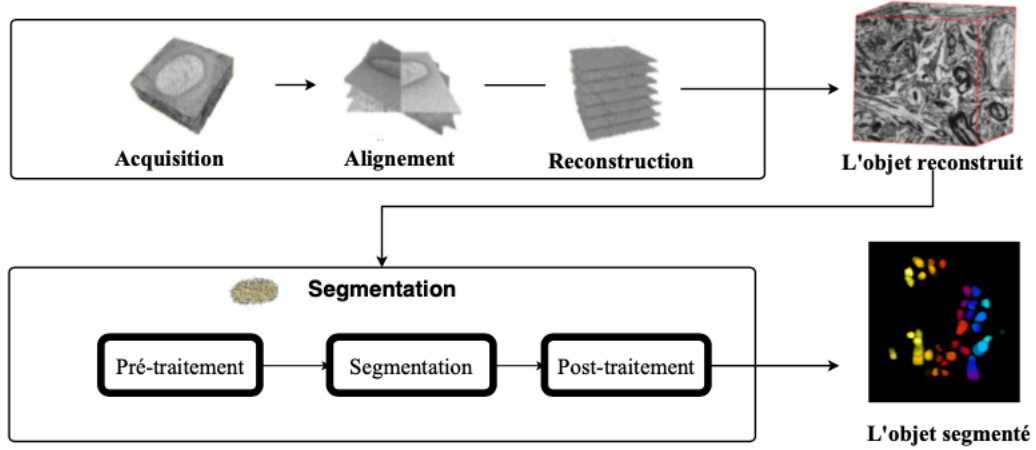 Acquisition
Alignement
Reconstruction
L'objet reconstruit
Segmentation
Pré-traitement
Segmentation
Post-traitement
L'objet segmenté